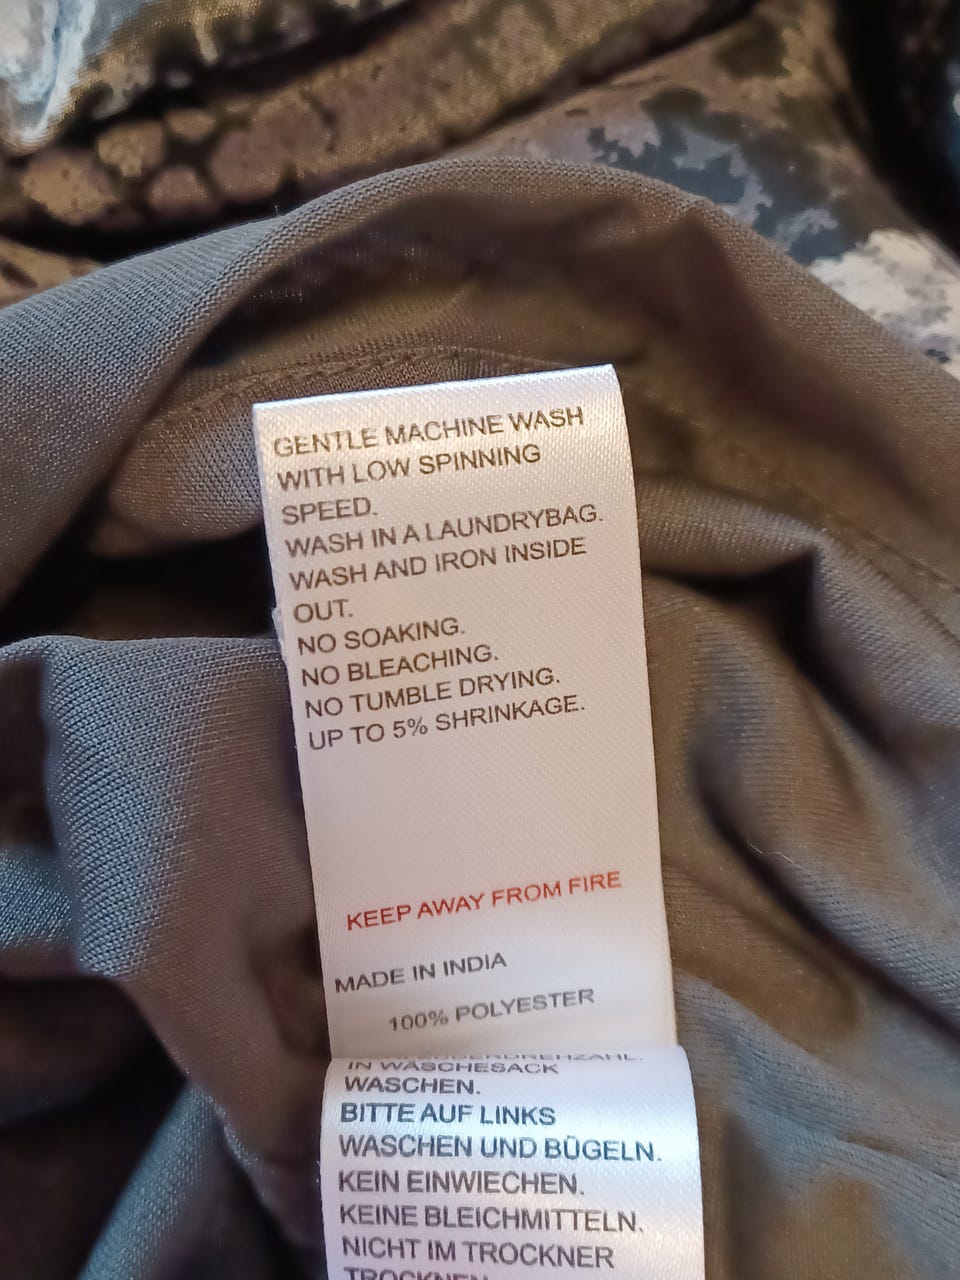 GENTLE MACHINE WASH
WITH LOW SPINNING
SPEED.
WASH IN A LAUNDRYBAG.
WASH AND IRON INSIDE
OUT.
NO SOAKING.
NO BLEACHING.
NO TUMBLE DRYING.
UP TO 5% SHRINKAGE.
KEEP AWAY FROM FIRE
MADE IN INDIA
100% POLYESTER
IN WÄSCHESACK
WASCHEN.
BITTE AUF LINKS
WASCHEN UND BÜGELN.
KEIN EINWIECHEN.
KEINE BLEICHMITTELN.
NICHT IM TROCKNER
TROCKNEN